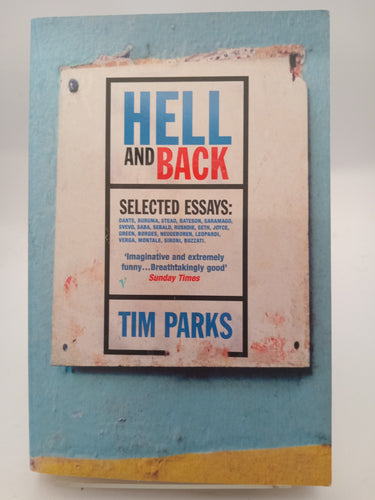 HELL
AND BACK
SELECTED ESSAYS:
DANTE, BURUMA, STEAD, BATESON, SARAMAGO,
SVEVO, SABA, SEBALD, RUSHDIE, SETH, JOYCE,
GREEN, BORGES, NEUGEBOREN, LEOPARDI,
VERGA, MONTALE, SIRONI, BUZZATI.
‘Imaginative and extremely
funny...Breathtakingly good’
Sunday Times
TIM PARKS